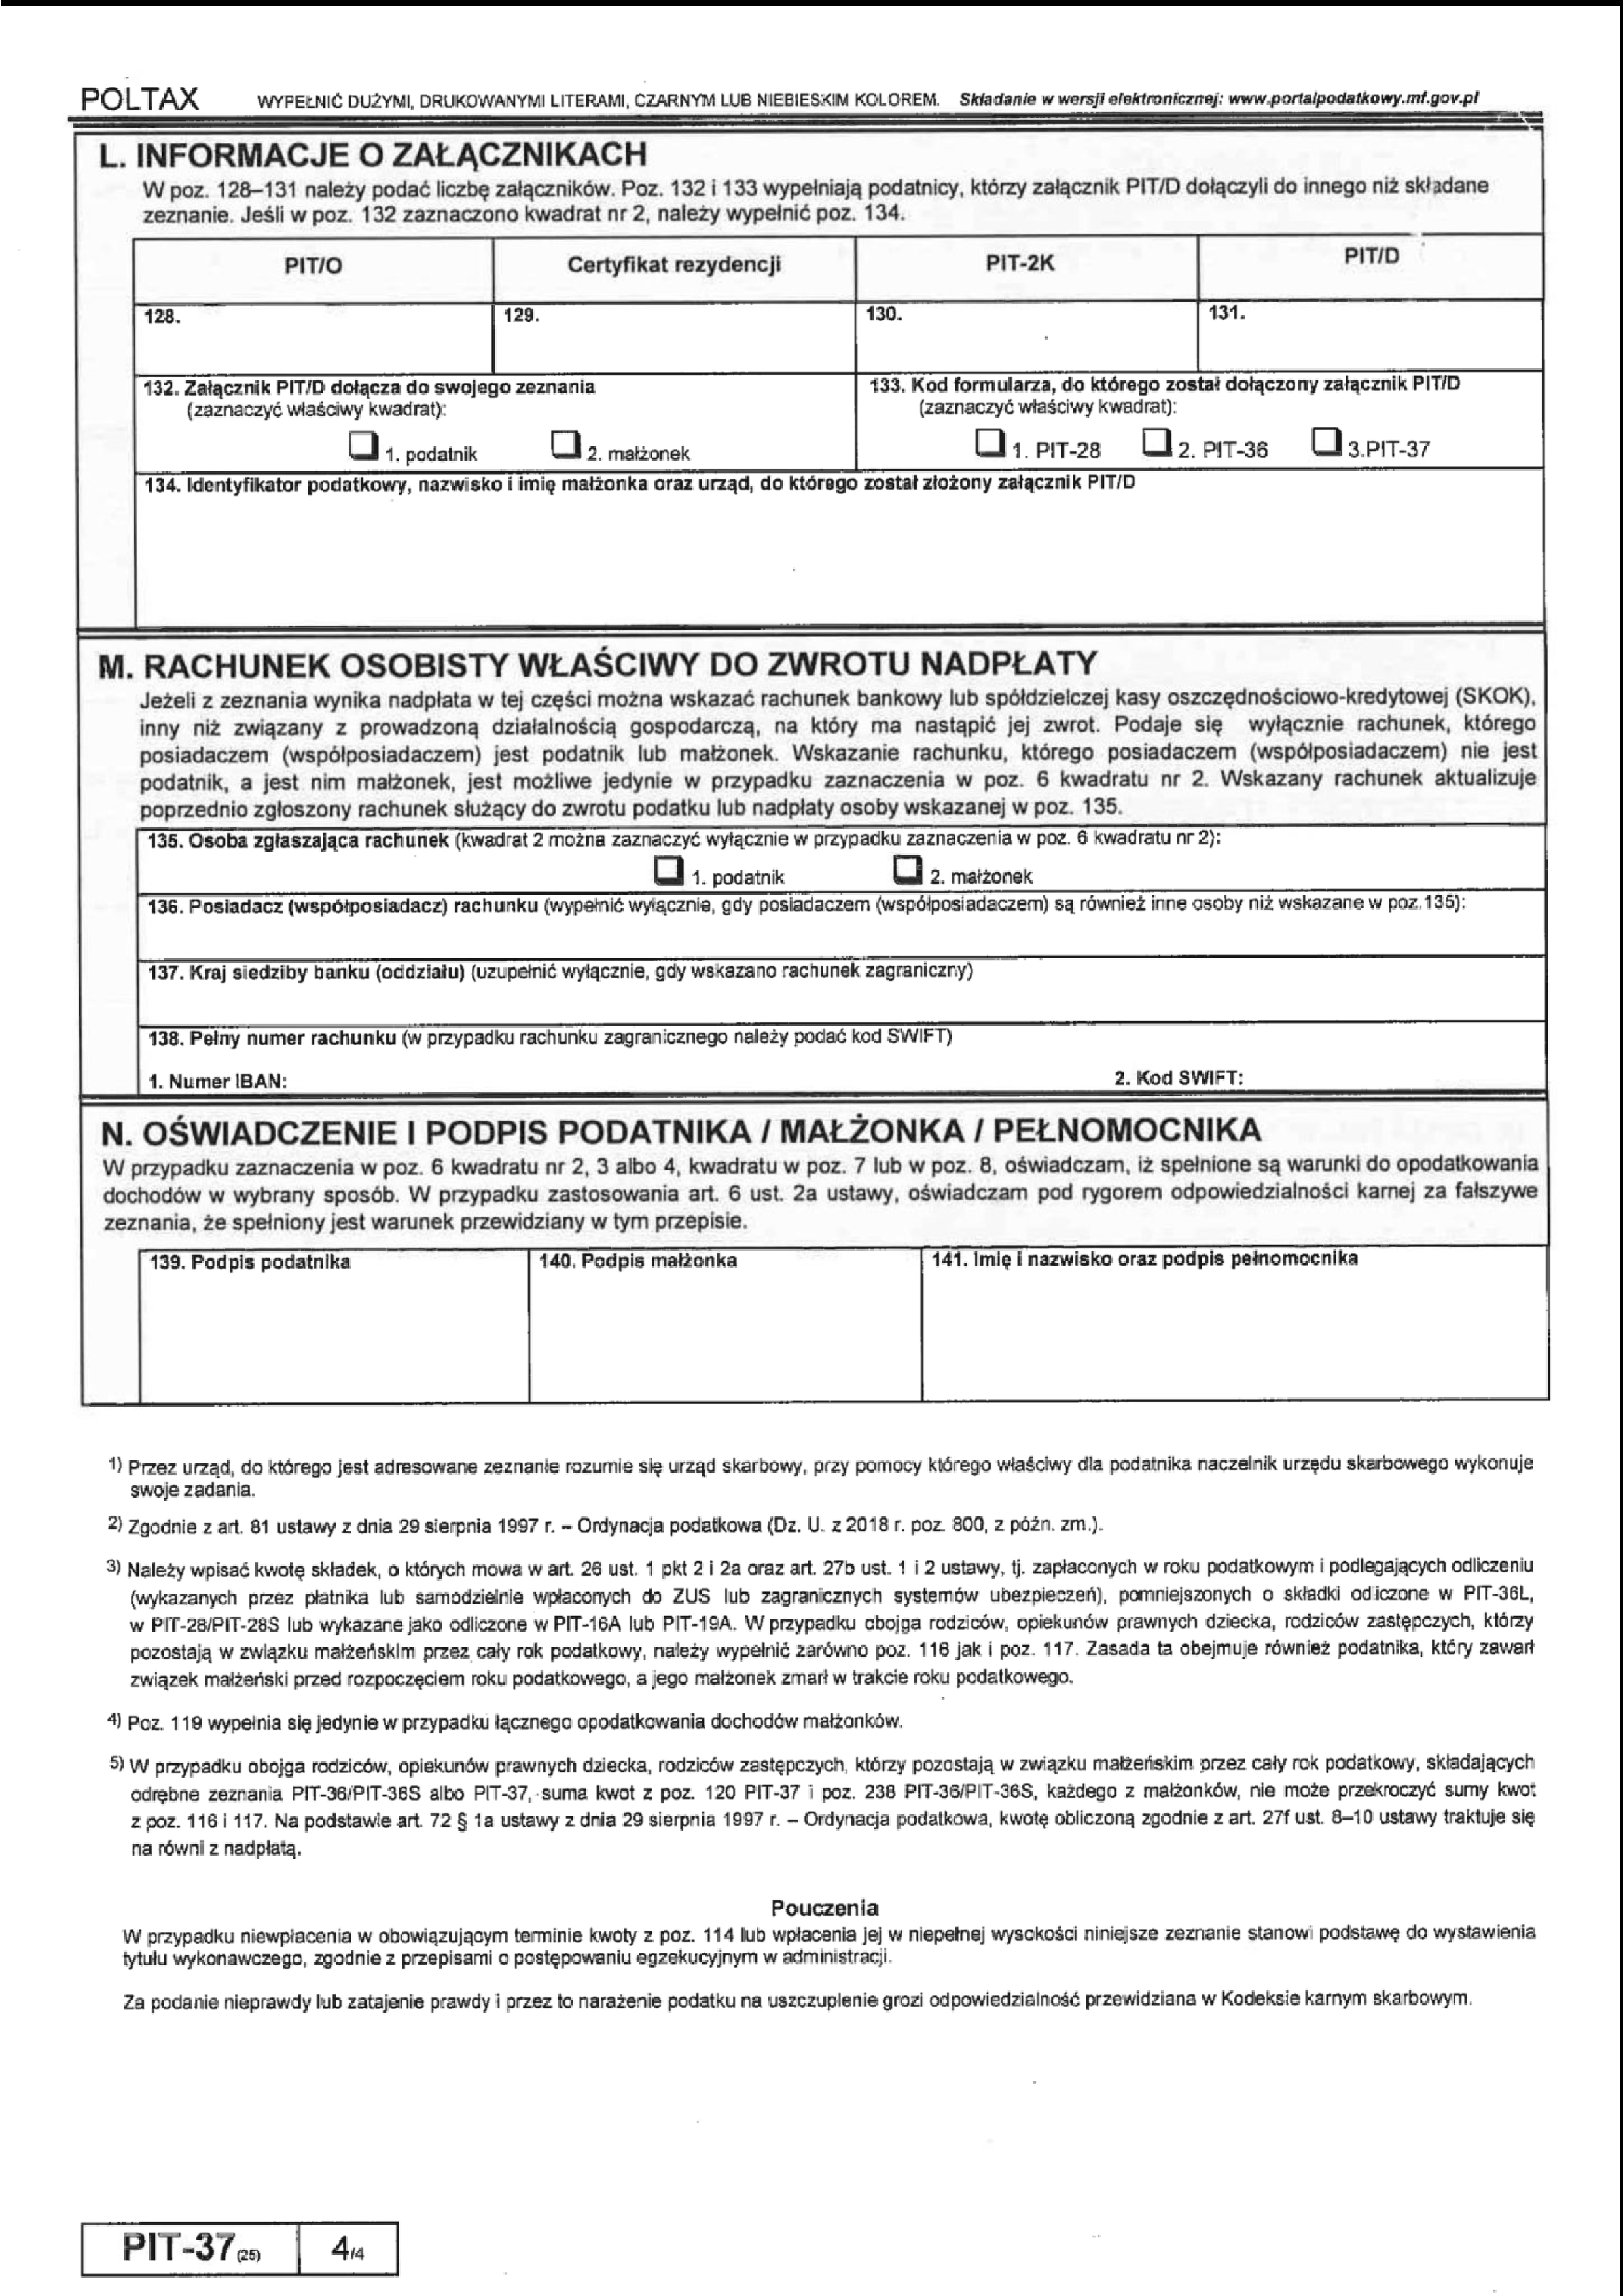 POLTAX WYPEŁNIĆ DUŻYMI, DRUKOWANYMI LITERAMI, CZARNYM LUB NIEBIESKIM KOLOREM. Składanie w wersji elektronicznej: www.portalpodatkowy.mf.gov.pl
L. INFORMACJE O ZAŁĄCZNIKACH
W poz. 128–131 należy podać liczbę załączników. Poz. 132 i 133 wypełniają podatnicy, którzy załącznik PIT/D dołączyli do innego niż składane
zeznanie. Jeśli w poz. 132 zaznaczono kwadrat nr 2, należy wypełnić poz. 134.
PIT/O Certyfikat rezydencji PIT-2K PIT/D
128. 129. 130. 131.
132. Załącznik PIT/D dołącza do swojego zeznania
(zaznaczyć właściwy kwadrat):
1. podatnik 2. małżonek
133. Kod formularza, do którego został dołączony załącznik PIT/D
(zaznaczyć właściwy kwadrat):
1. PIT-28 2. PIT-36 3.PIT-37
134. Identyfikator podatkowy, nazwisko i imię małżonka oraz urząd, do którego został złożony załącznik PIT/D
M. RACHUNEK OSOBISTY WŁAŚCIWY DO ZWROTU NADPŁATY
Jeżeli z zeznania wynika nadpłata w tej części można wskazać rachunek bankowy lub spółdzielczej kasy oszczędnościowo-kredytowej (SKOK),
inny niż związany z prowadzoną działalnością gospodarczą, na który ma nastąpić jej zwrot. Podaje się wyłącznie rachunek, którego
posiadaczem (współposiadaczem) jest podatnik lub małżonek. Wskazanie rachunku, którego posiadaczem (współposiadaczem) nie jest
podatnik, a jest nim małżonek, jest możliwe jedynie w przypadku zaznaczenia w poz. 6 kwadratu nr 2. Wskazany rachunek aktualizuje
poprzednio zgłoszony rachunek służący do zwrotu podatku lub nadpłaty osoby wskazanej w poz. 135.
135. Osoba zgłaszająca rachunek (kwadrat 2 można zaznaczyć wyłącznie w przypadku zaznaczenia w poz. 6 kwadratu nr 2):
1. podatnik 2. małżonek
136. Posiadacz (współposiadacz) rachunku (wypełnić wyłącznie, gdy posiadaczem (współposiadaczem) są również inne osoby niż wskazane w poz.135):
137. Kraj siedziby banku (oddziału) (uzupełnić wyłącznie, gdy wskazano rachunek zagraniczny)
138. Pełny numer rachunku (w przypadku rachunku zagranicznego należy podać kod SWIFT)
1. Numer IBAN: 2. Kod SWIFT:
N. OŚWIADCZENIE I PODPIS PODATNIKA / MAŁŻONKA / PEŁNOMOCNIKA
W przypadku zaznaczenia w poz. 6 kwadratu nr 2, 3 albo 4, kwadratu w poz. 7 lub w poz. 8, oświadczam, iż spełnione są warunki do opodatkowania
dochodów w wybrany sposób. W przypadku zastosowania art. 6 ust. 2a ustawy, oświadczam pod rygorem odpowiedzialności karnej za fałszywe
zeznania, że spełniony jest warunek przewidziany w tym przepisie.
139. Podpis podatnika 140. Podpis małżonka 141. Imię i nazwisko oraz podpis pełnomocnika
1) Przez urząd, do którego jest adresowane zeznanie rozumie się urząd skarbowy, przy pomocy którego właściwy dla podatnika naczelnik urzędu skarbowego wykonuje
swoje zadania.
2) Zgodnie z art. 81 ustawy z dnia 29 sierpnia 1997 r. – Ordynacja podatkowa (Dz. U. z 2018 r. poz. 800, z późn. zm.).
3) Należy wpisać kwotę składek, o których mowa w art. 26 ust. 1 pkt 2 i 2a oraz art. 27b ust. 1 i 2 ustawy, tj. zapłaconych w roku podatkowym i podlegających odliczeniu
(wykazanych przez płatnika lub samodzielnie wpłaconych do ZUS lub zagranicznych systemów ubezpieczeń), pomniejszonych o składki odliczone w PIT-36L,
w PIT-28/PIT-28S lub wykazane jako odliczone w PIT-16A lub PIT-19A. W przypadku obojga rodziców, opiekunów prawnych dziecka, rodziców zastępczych, którzy
pozostają w związku małżeńskim przez cały rok podatkowy, należy wypełnić zarówno poz. 116 jak i poz. 117. Zasada ta obejmuje również podatnika, który zawarł
związek małżeński przed rozpoczęciem roku podatkowego, a jego małżonek zmarł w trakcie roku podatkowego.
4) Poz. 119 wypełnia się jedynie w przypadku łącznego opodatkowania dochodów małżonków.
5) W przypadku obojga rodziców, opiekunów prawnych dziecka, rodziców zastępczych, którzy pozostają w związku małżeńskim przez cały rok podatkowy, składających
odrębne zeznania PIT-36/PIT-36S albo PIT-37, suma kwot z poz. 120 PIT-37 i poz. 238 PIT-36/PIT-36S, każdego z małżonków, nie może przekroczyć sumy kwot
z poz. 116 i 117. Na podstawie art. 72 § 1a ustawy z dnia 29 sierpnia 1997 r. – Ordynacja podatkowa, kwotę obliczoną zgodnie z art. 27f ust. 8–10 ustawy traktuje się
na równi z nadpłatą.
Pouczenia
W przypadku niewpłacenia w obowiązującym terminie kwoty z poz. 114 lub wpłacenia jej w niepełnej wysokości niniejsze zeznanie stanowi podstawę do wystawienia
tytułu wykonawczego, zgodnie z przepisami o postępowaniu egzekucyjnym w administracji.
Za podanie nieprawdy lub zatajenie prawdy i przez to narażenie podatku na uszczuplenie grozi odpowiedzialność przewidziana w Kodeksie karnym skarbowym.
PIT-37 (25) 4/4